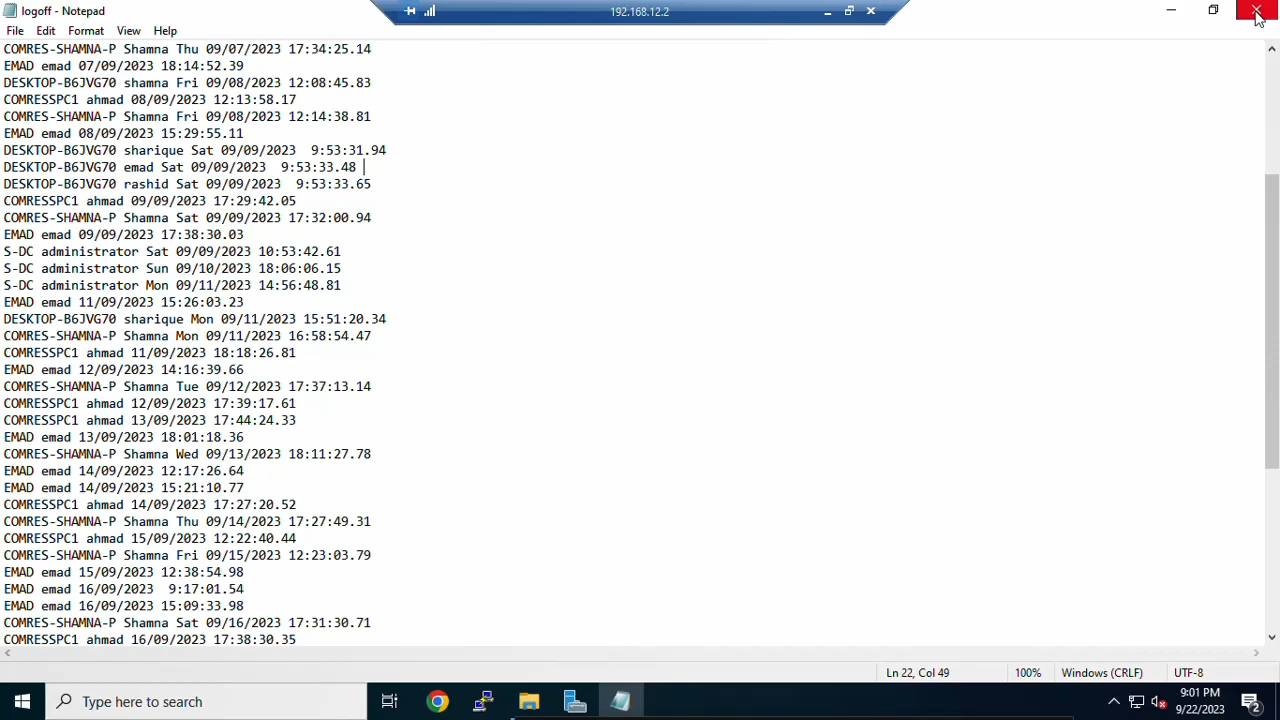 logoff - Notepad
192.168.12.2
File Edit Format View Help
COMRES-SHAMNA-P Shamna Thu 09/07/2023 17:34:25.14
EMAD emad 07/09/2023 18:14:52.39
DESKTOP-B6JVG70 shamna Fri 09/08/2023 12:08:45.83
COMRESSPC1 ahmad 08/09/2023 12:13:58.17
COMRES-SHAMNA-P Shamna Fri 09/08/2023 12:14:38.81
EMAD emad 08/09/2023 15:29:55.11
DESKTOP-B6JVG70 sharique Sat 09/09/2023  9:53:31.94
DESKTOP-B6JVG70 emad Sat 09/09/2023  9:53:33.48
DESKTOP-B6JVG70 rashid Sat 09/09/2023  9:53:33.65
COMRESSPC1 ahmad 09/09/2023 17:29:42.05
COMRES-SHAMNA-P Shamna Sat 09/09/2023 17:32:00.94
EMAD emad 09/09/2023 17:38:30.03
S-DC administrator Sat 09/09/2023 10:53:42.61
S-DC administrator Sun 09/10/2023 18:06:06.15
S-DC administrator Mon 09/11/2023 14:56:48.81
EMAD emad 11/09/2023 15:26:03.23
DESKTOP-B6JVG70 sharique Mon 09/11/2023 15:51:20.34
COMRES-SHAMNA-P Shamna Mon 09/11/2023 16:58:54.47
COMRESSPC1 ahmad 11/09/2023 18:18:26.81
EMAD emad 12/09/2023 14:16:39.66
COMRES-SHAMNA-P Shamna Tue 09/12/2023 17:37:13.14
COMRESSPC1 ahmad 12/09/2023 17:39:17.61
COMRESSPC1 ahmad 13/09/2023 17:44:24.33
EMAD emad 13/09/2023 18:01:18.36
COMRES-SHAMNA-P Shamna Wed 09/13/2023 18:11:27.78
EMAD emad 14/09/2023 12:17:26.64
EMAD emad 14/09/2023 15:21:10.77
COMRESSPC1 ahmad 14/09/2023 17:27:20.52
COMRES-SHAMNA-P Shamna Thu 09/14/2023 17:27:49.31
COMRESSPC1 ahmad 15/09/2023 12:22:40.44
COMRES-SHAMNA-P Shamna Fri 09/15/2023 12:23:03.79
EMAD emad 15/09/2023 12:38:54.98
EMAD emad 16/09/2023  9:17:01.54
EMAD emad 16/09/2023 15:09:33.98
COMRES-SHAMNA-P Shamna Sat 09/16/2023 17:31:30.71
COMRESSPC1 ahmad 16/09/2023 17:38:30.35
Ln 22, Col 49 100% Windows (CRLF) UTF-8
Type here to search
9:01 PM
9/22/2023
2